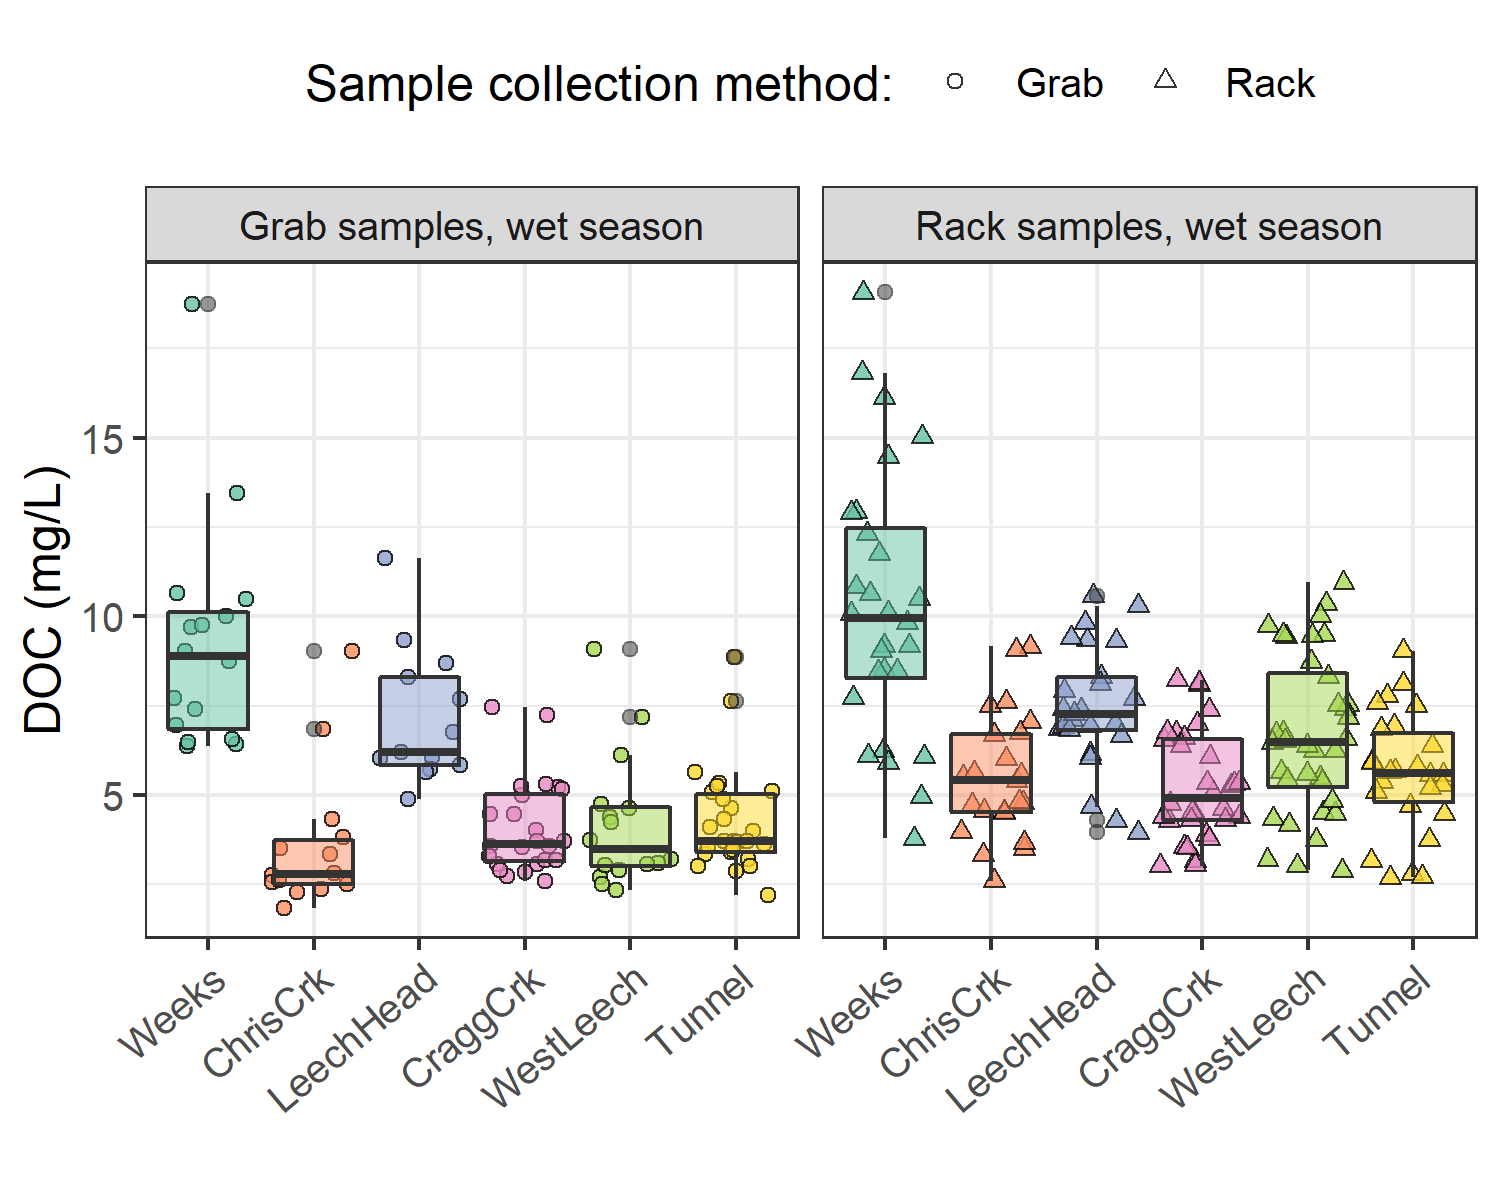 Sample collection method: Grab Rack
Grab samples, wet season
Rack samples, wet season
DOC (mg/L)
15
10
5
Weeks
ChrisCrk
LeechHead
CraggCrk
WestLeech
Tunnel
Weeks
ChrisCrk
LeechHead
CraggCrk
WestLeech
Tunnel